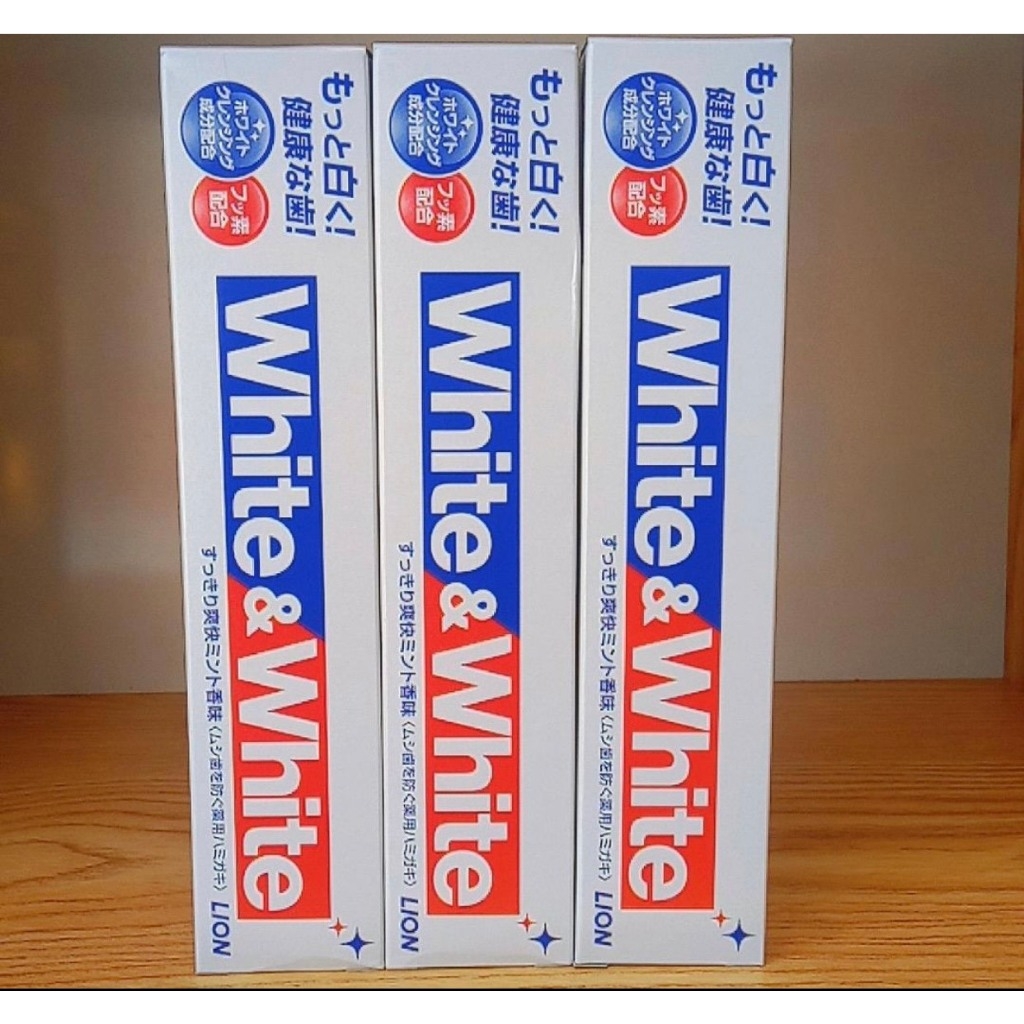 もっと白く!
健康な歯!
ホワイト
クレンジング
成分配合
フッ素
配合
White&White
すっきり爽快ミント香味〈ムシ歯を防ぐ薬用ハミガキ〉 LION
もっと白く!
健康な歯!
ホワイト
クレンジング
成分配合
フッ素
配合
White&White
すっきり爽快ミント香味〈ムシ歯を防ぐ薬用ハミガキ〉 LION
もっと白く!
健康な歯!
ホワイト
クレンジング
成分配合
フッ素
配合
White&White
すっきり爽快ミント香味〈ムシ歯を防ぐ薬用ハミガキ〉 LION